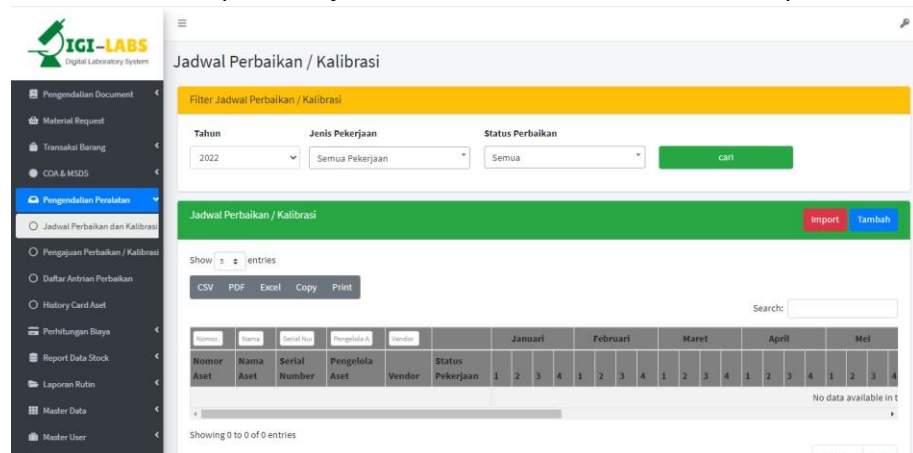 IGI-LABS
Digital Laboratory System
Pengendalian Document
Material Request
Transaksi Barang
COA & MSDS
Pengendalian Peralatan
Jadwal Perbaikan dan Kalibrasi
Pengajuan Perbaikan / Kalibrasi
Daftar Antrian Perbaikan
History Card Aset
Perhitungan Biaya
Report Data Stock
Laporan Rutin
Master Data
Master User
Jadwal Perbaikan / Kalibrasi
Filter Jadwal Perbaikan / Kalibrasi
Tahun Jenis Pekerjaan Status Perbaikan
2022 Semua Pekerjaan Semua cari
Jadwal Perbaikan / Kalibrasi Import Tambah
Show 5 entries
CSV PDF Excel Copy Print
Search:
Nomor Nama Serial Nu Pengelola A Vendor Januari Februari Maret April Mei
Nomor Aset Nama Aset Serial Number Pengelola Aset Vendor Status Pekerjaan 1 2 3 4 1 2 3 4 1 2 3 4 1 2 3 4 1 2 3 4
No data available in t
Showing 0 to 0 of 0 entries